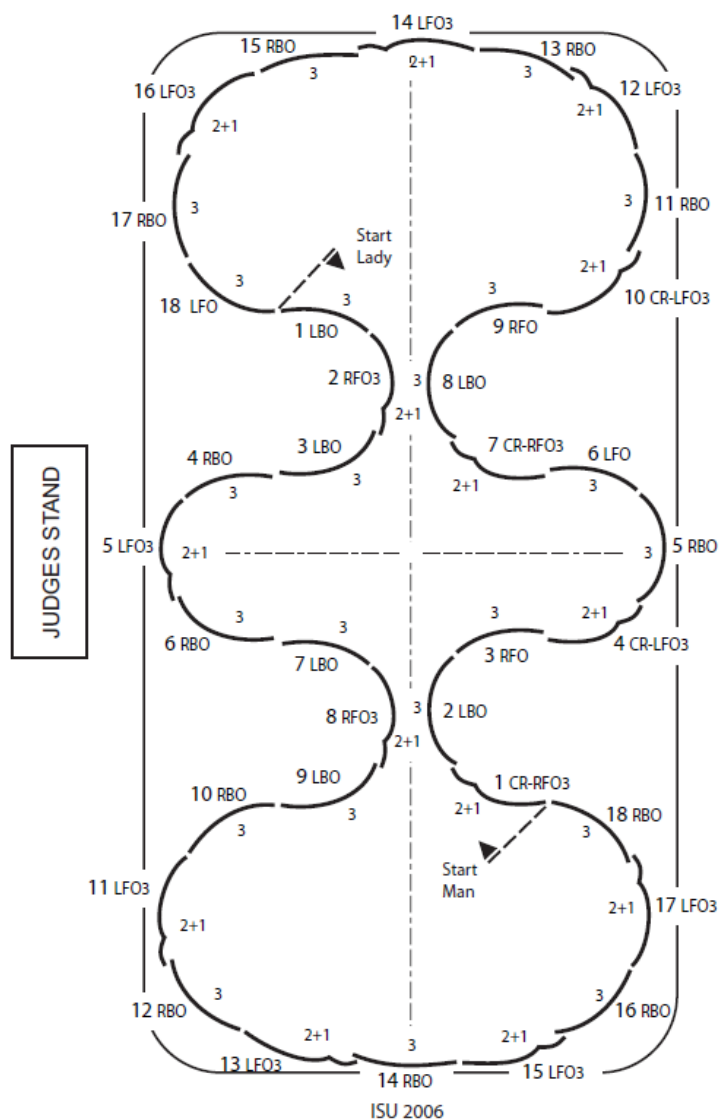 14 LFO3
15 RBO
13 RBO
3
2+1
3
16 LFO3
12 LFO3
2+1
2+1
17 RBO
3
3
11 RBO
Start
Lady
2+1
18 LFO
3
3
3
10 CR-LFO3
1 LBO
9 RFO
2 RFO3
3
8 LBO
2+1
4 RBO
3 LBO
7 CR-RFO3
6 LFO
3
3
2+1
3
JUDGES STAND
5 LFO3
2+1
3
5 RBO
3
3
3
2+1
6 RBO
7 LBO
3 RFO
4 CR-LFO3
8 RFO3
3
2 LBO
2+1
10 RBO
9 LBO
1 CR-RFO3
3
3
2+1
18 RBO
3
Start
Man
11 LFO3
2+1
2+1
17 LFO3
12 RBO
3
3
16 RBO
2+1
3
2+1
13 LFO3
14 RBO
15 LFO3
ISU 2006